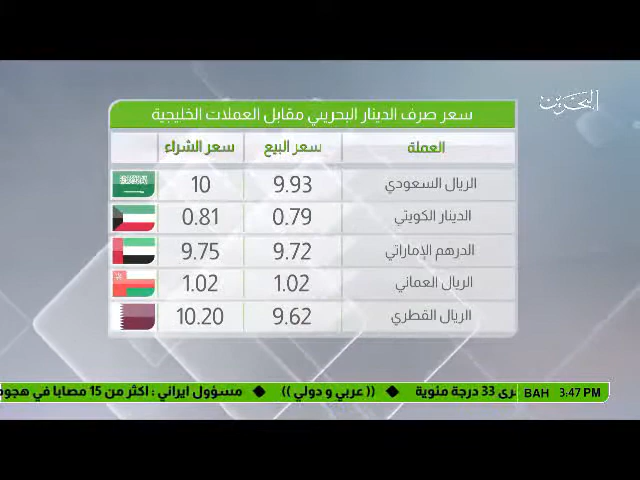 البحرين
سعر صرف الدينار البحريني مقابل العملات الخليجية
العملة سعر البيع سعر الشراء
الريال السعودي 9.93 10
الدينار الكويتي 0.79 0.81
الدرهم الإماراتي 9.72 9.75
الريال العماني 1.02 1.02
الريال القطري 9.62 10.20
33 درجة مئوية ◆ (( عربي و دولي )) ◆ مسؤول ايراني : اكثر من 15 مصابا في
BAH 3:47 PM